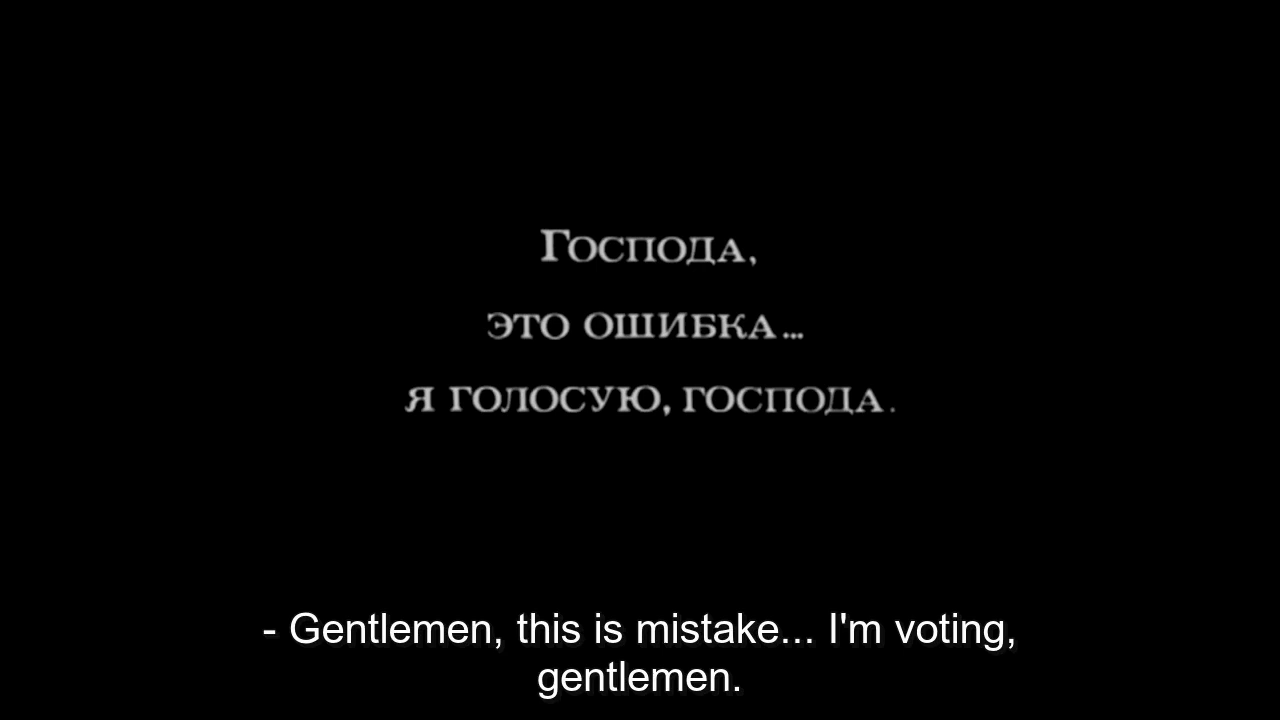 Господа,
это ошибка...
я голосую, господа.
- Gentlemen, this is mistake... I'm voting,
gentlemen.